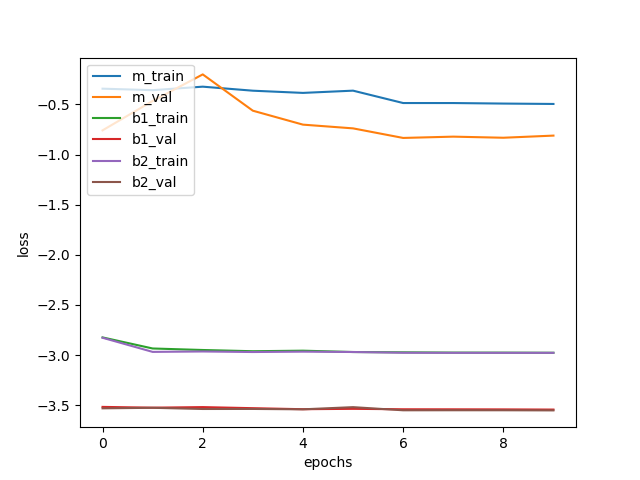 m_train
m_val
b1_train
b1_val
b2_train
b2_val
−0.5
−1.0
−1.5
−2.0
−2.5
−3.0
−3.5
loss
0 2 4 6 8
epochs